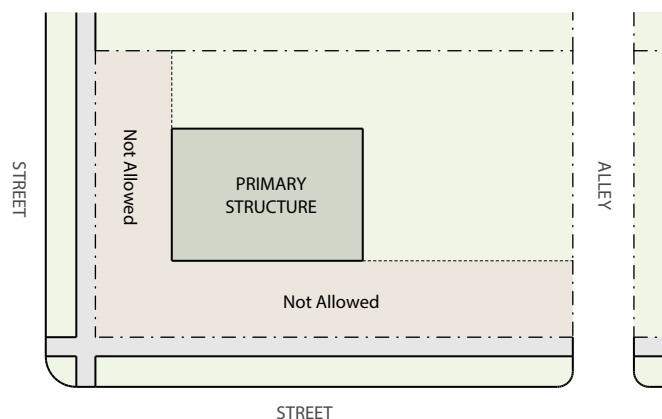 STREET
Not Allowed
PRIMARY
STRUCTURE
ALLEY
Not Allowed
STREET